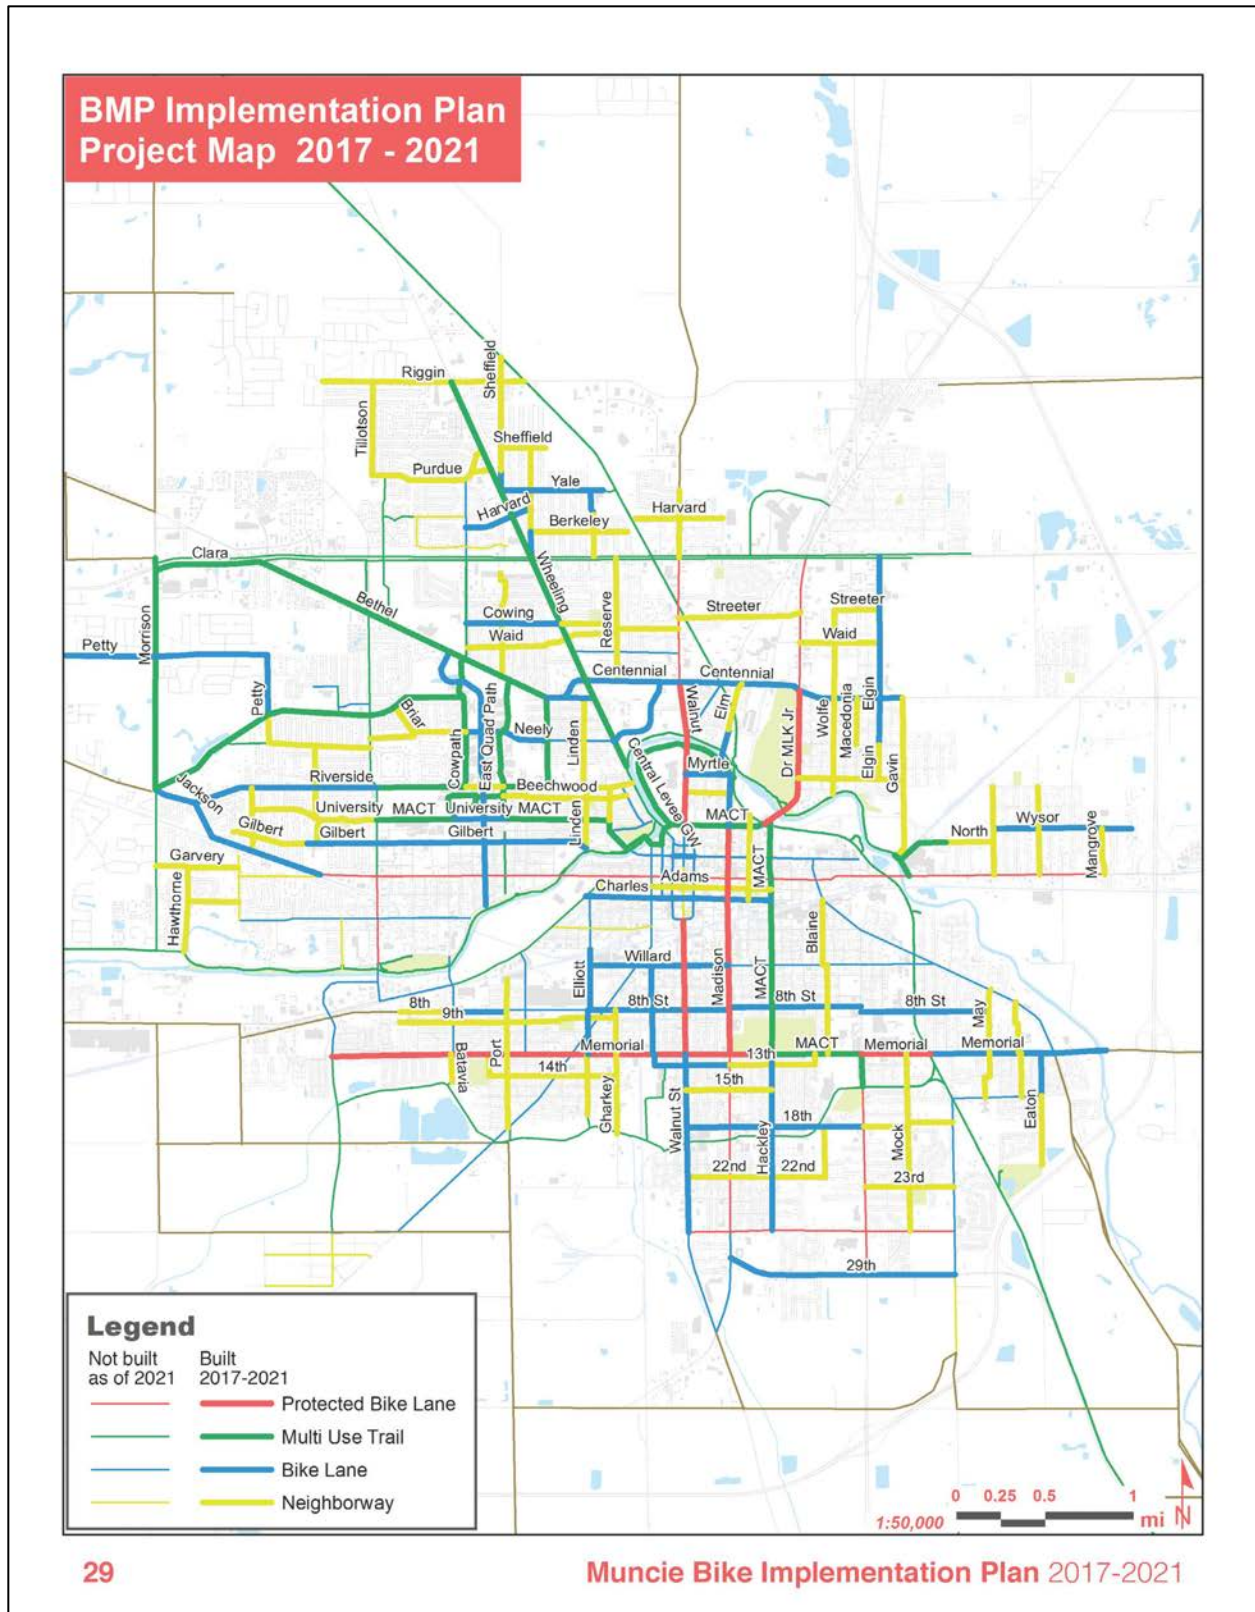 BMP Implementation Plan
Project Map 2017 - 2021
Sheffield
Riggin
Tillotson
Sheffield
Purdue
Yale
Harvard
Harvard
Berkeley
Clara
Wheeling
Bethel
Reserve
Streeter
Streeter
Cowing
Waid
Waid
Morrison
Petty
Centennial
Centennial
Petty
Briar
East Quad Path
Neely
Linden
Walnut
Elm
Dr MLK Jr
Wolfe
Macedonia
Elgin
Elgin
Gavin
Cowpath
Central Levee GW
Myrtle
Jackson
Riverside
Beechwood
University
MACT
University
MACT
MACT
Linden
Gilbert
Gilbert
Gilbert
North
Wysor
Mangrove
Garvery
Adams
MACT
Charles
Hawthorne
Blaine
Willard
Elliott
Madison
MACT
8th
8th St
8th St
8th St
May
9th
Port
Batavia
Memorial
13th
MACT
Memorial
Memorial
14th
15th
Gharkey
Eaton
Walnut St
18th
Hackley
Mock
22nd
22nd
23rd
29th
Legend
Not built
as of 2021
Built
2017-2021
Protected Bike Lane
Multi Use Trail
Bike Lane
Neighborway
0 0.25 0.5 1
1:50,000
mi
N
29
Muncie Bike Implementation Plan 2017-2021